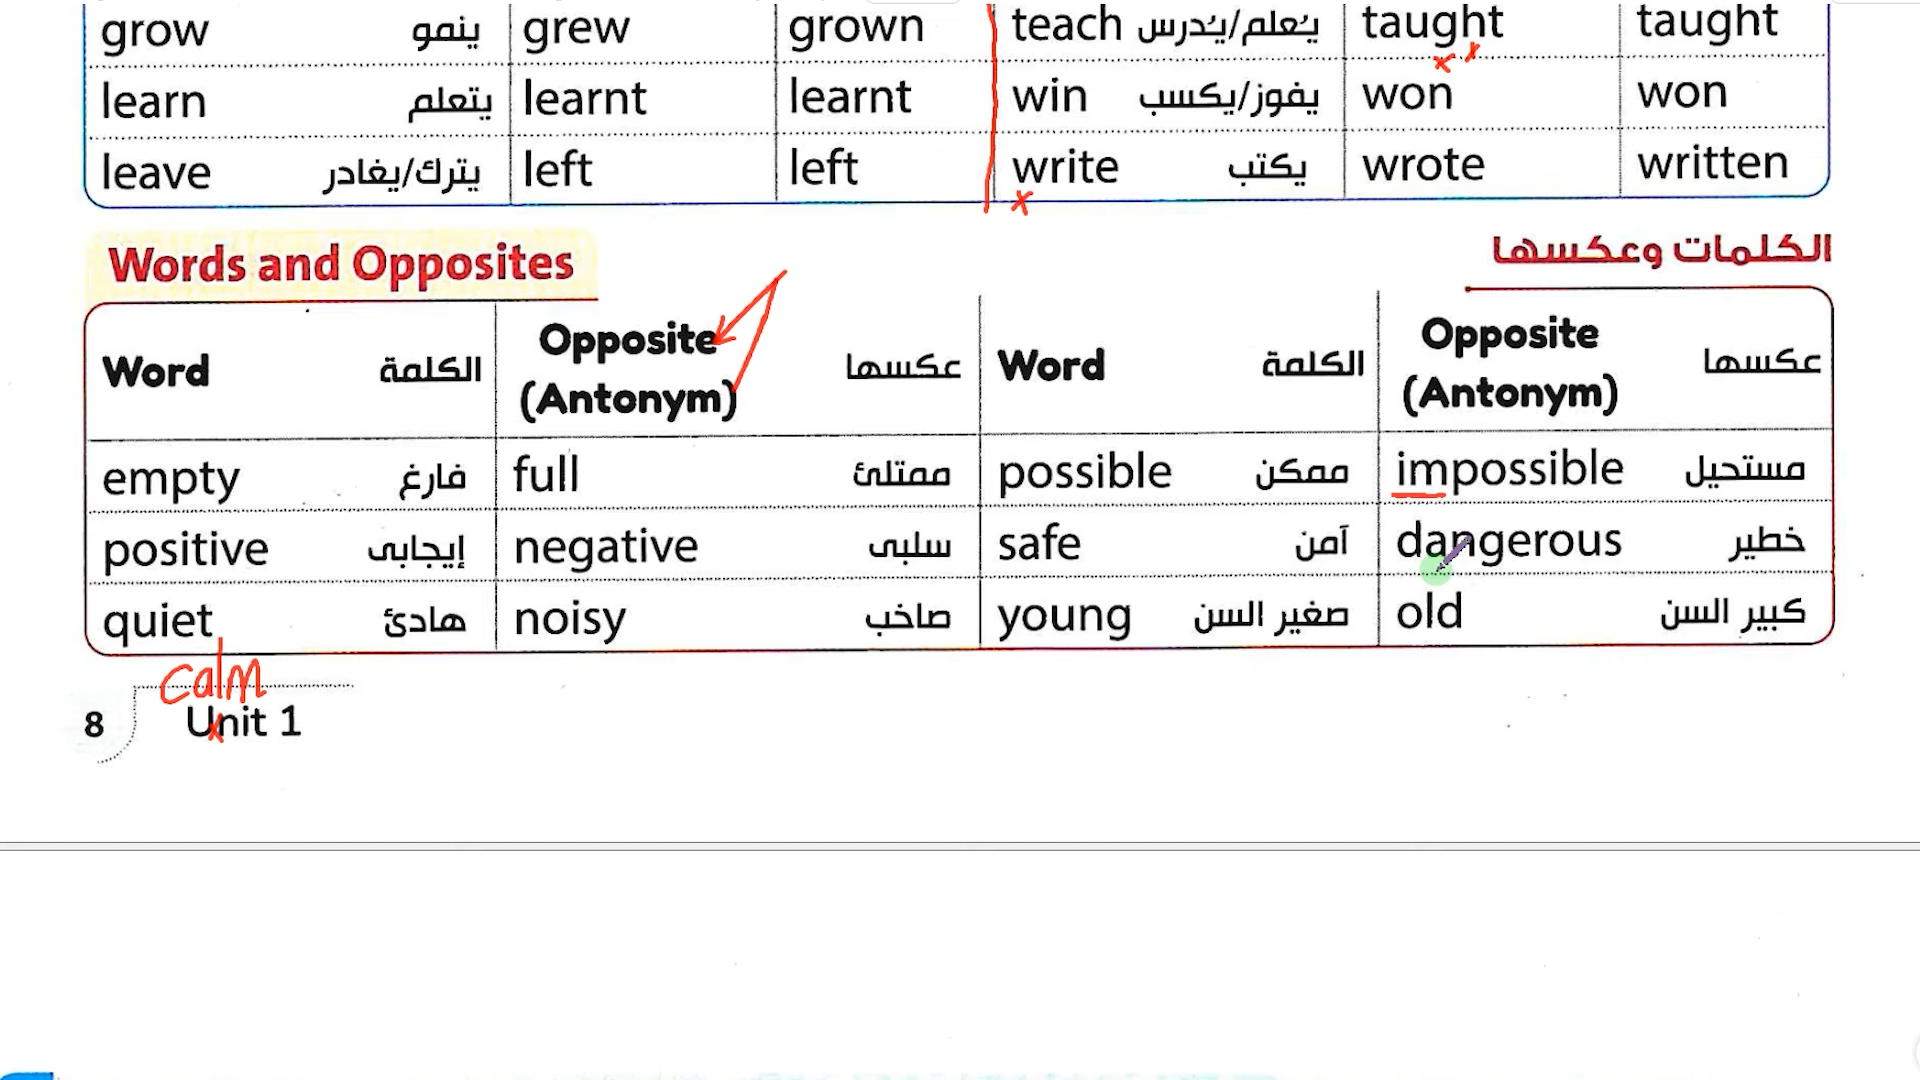 grow ينمو grew grown teach يُعلم/يُدرس taught taught
learn يتعلم learnt learnt win يفوز/يكسب won won
leave يترك/يغادر left left write يكتب wrote written
Words and Opposites الكلمات وعكسها
Word الكلمة Opposite (Antonym) عكسها Word الكلمة Opposite (Antonym) عكسها
empty فارغ full ممتلئ possible ممكن impossible مستحيل
positive إيجابى negative سلبى safe آمن dangerous خطير
quiet هادئ noisy صاخب young صغير السن old كبير السن
calm
8 Unit 1